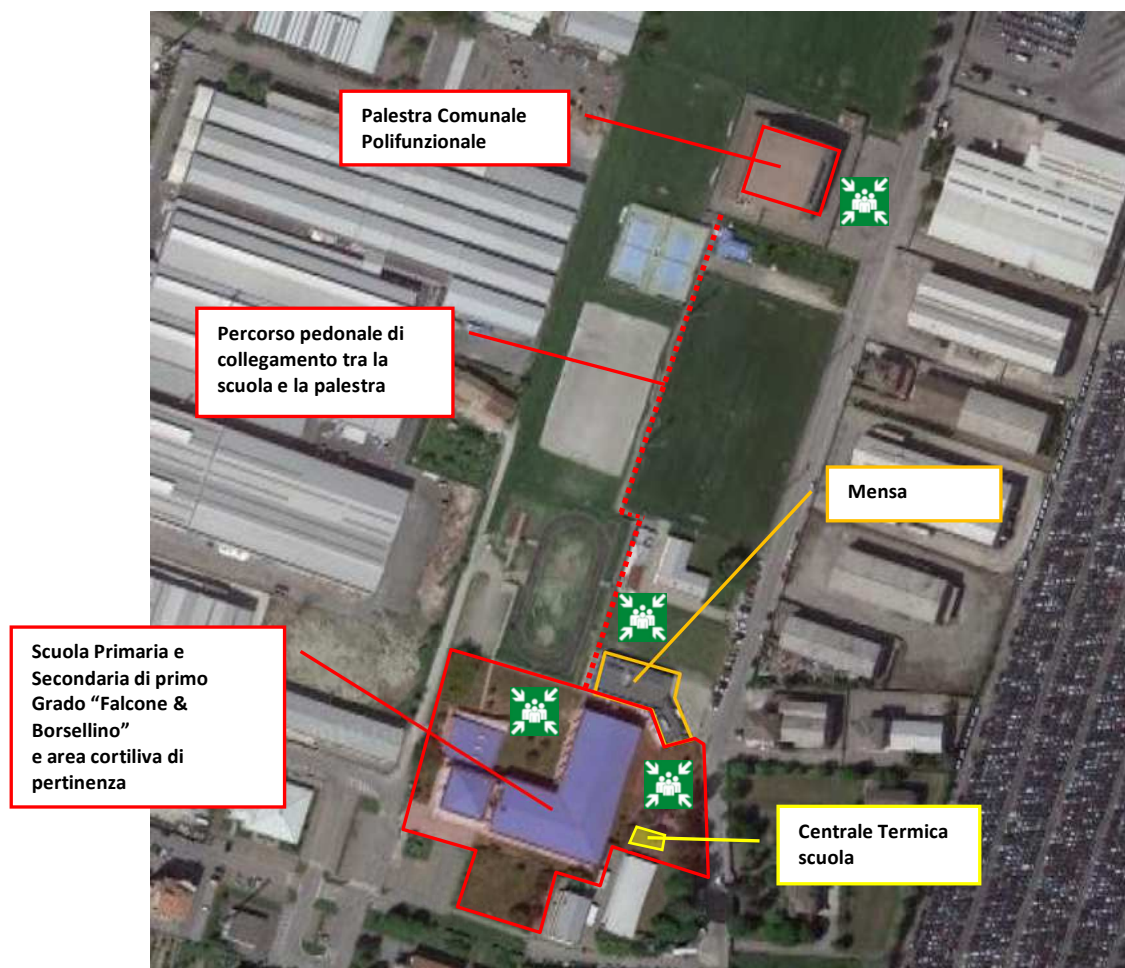 Palestra Comunale
Polifunzionale
Percorso pedonale di
collegamento tra la
scuola e la palestra
Mensa
Scuola Primaria e
Secondaria di primo
Grado “Falcone &
Borsellino”
e area cortiliva di
pertinenza
Centrale Termica
scuola